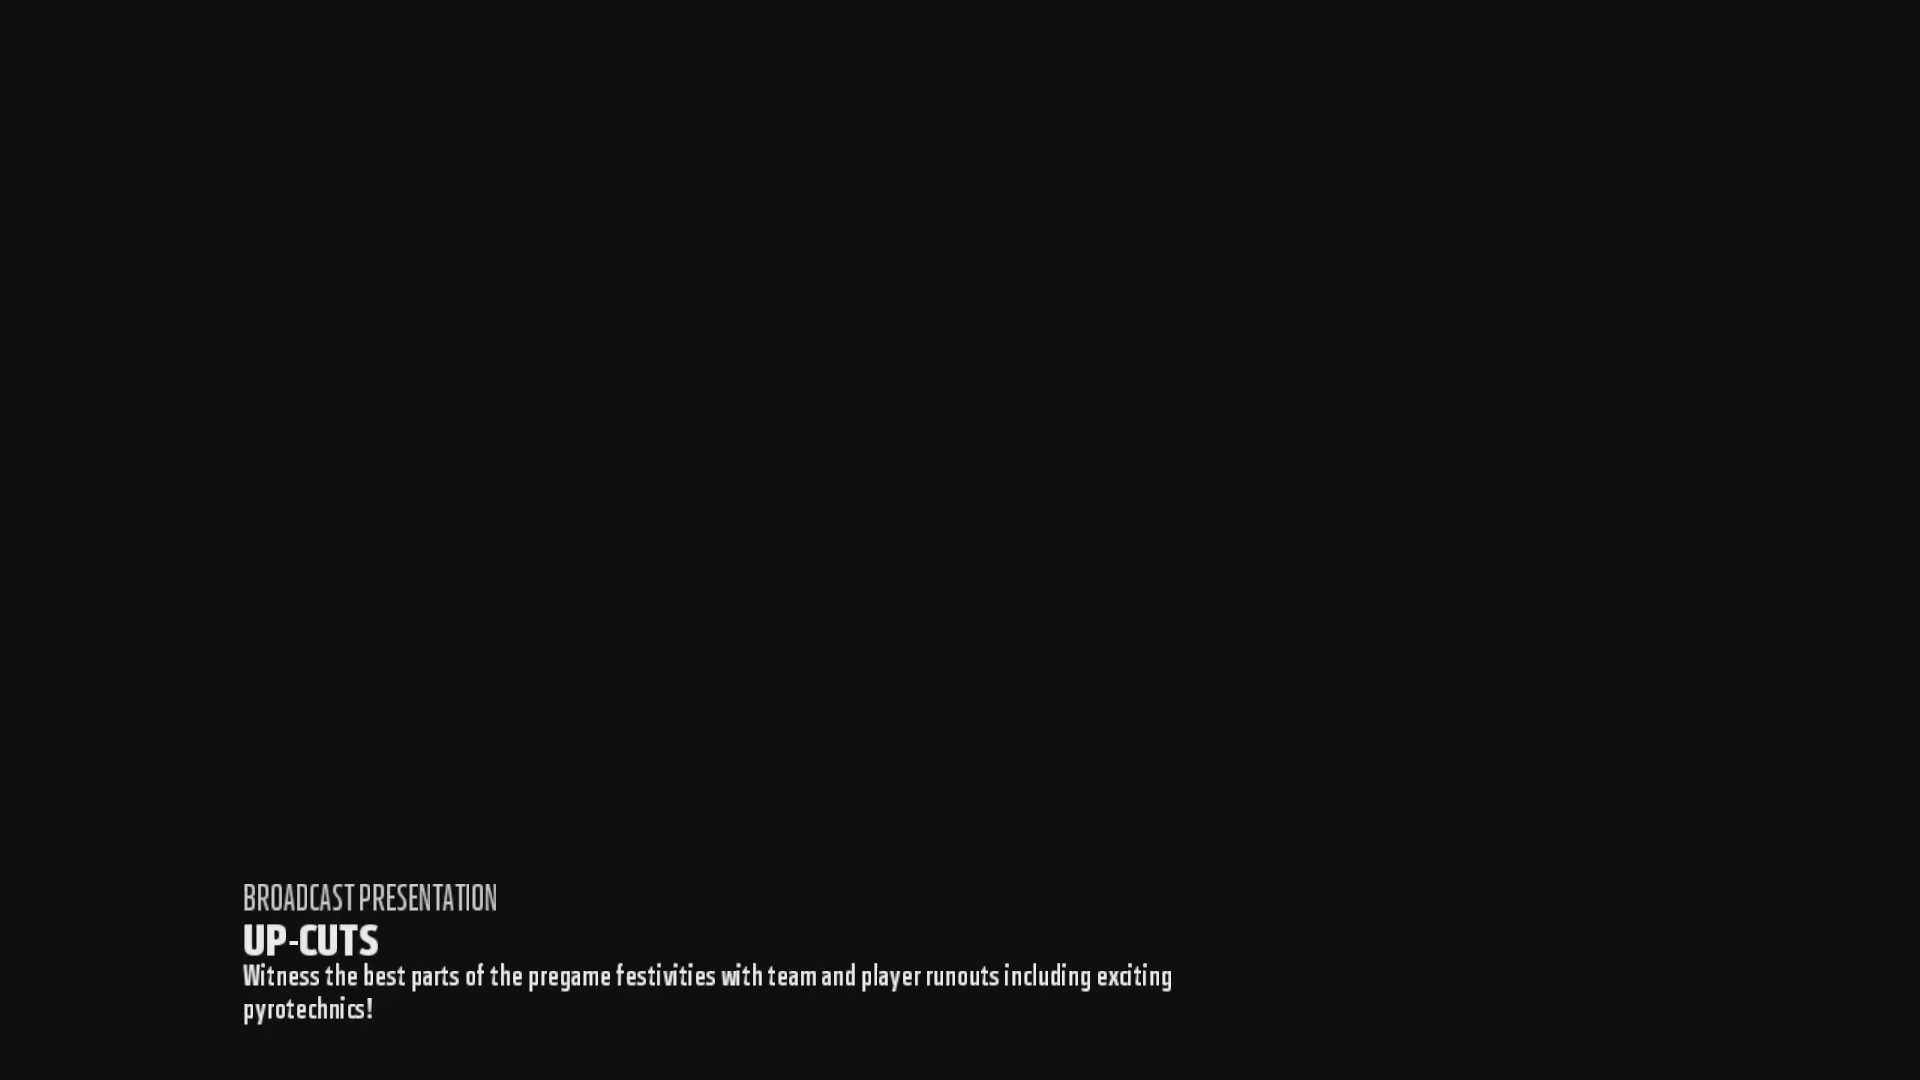 BROADCAST PRESENTATION
UP-CUTS
Witness the best parts of the pregame festivities with team and player runouts including exciting
pyrotechnics!